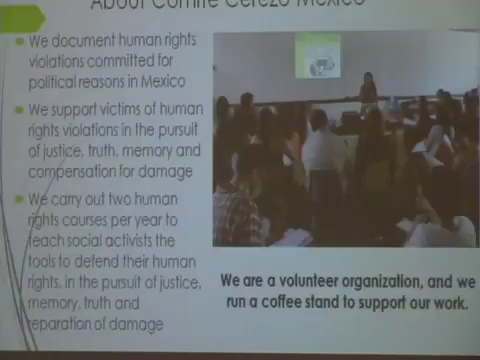 About Comité Cerezo México
We document human rights
violations committed for
political reasons in Mexico
We support victims of human
rights violations in the pursuit
of justice, truth, memory and
compensation for damage
We carry out two human
rights courses per year to
teach social activists the
tools to defend their human
rights, in the pursuit of justice,
memory, truth and
reparation of damage
We are a volunteer organization, and we
run a coffee stand to support our work.